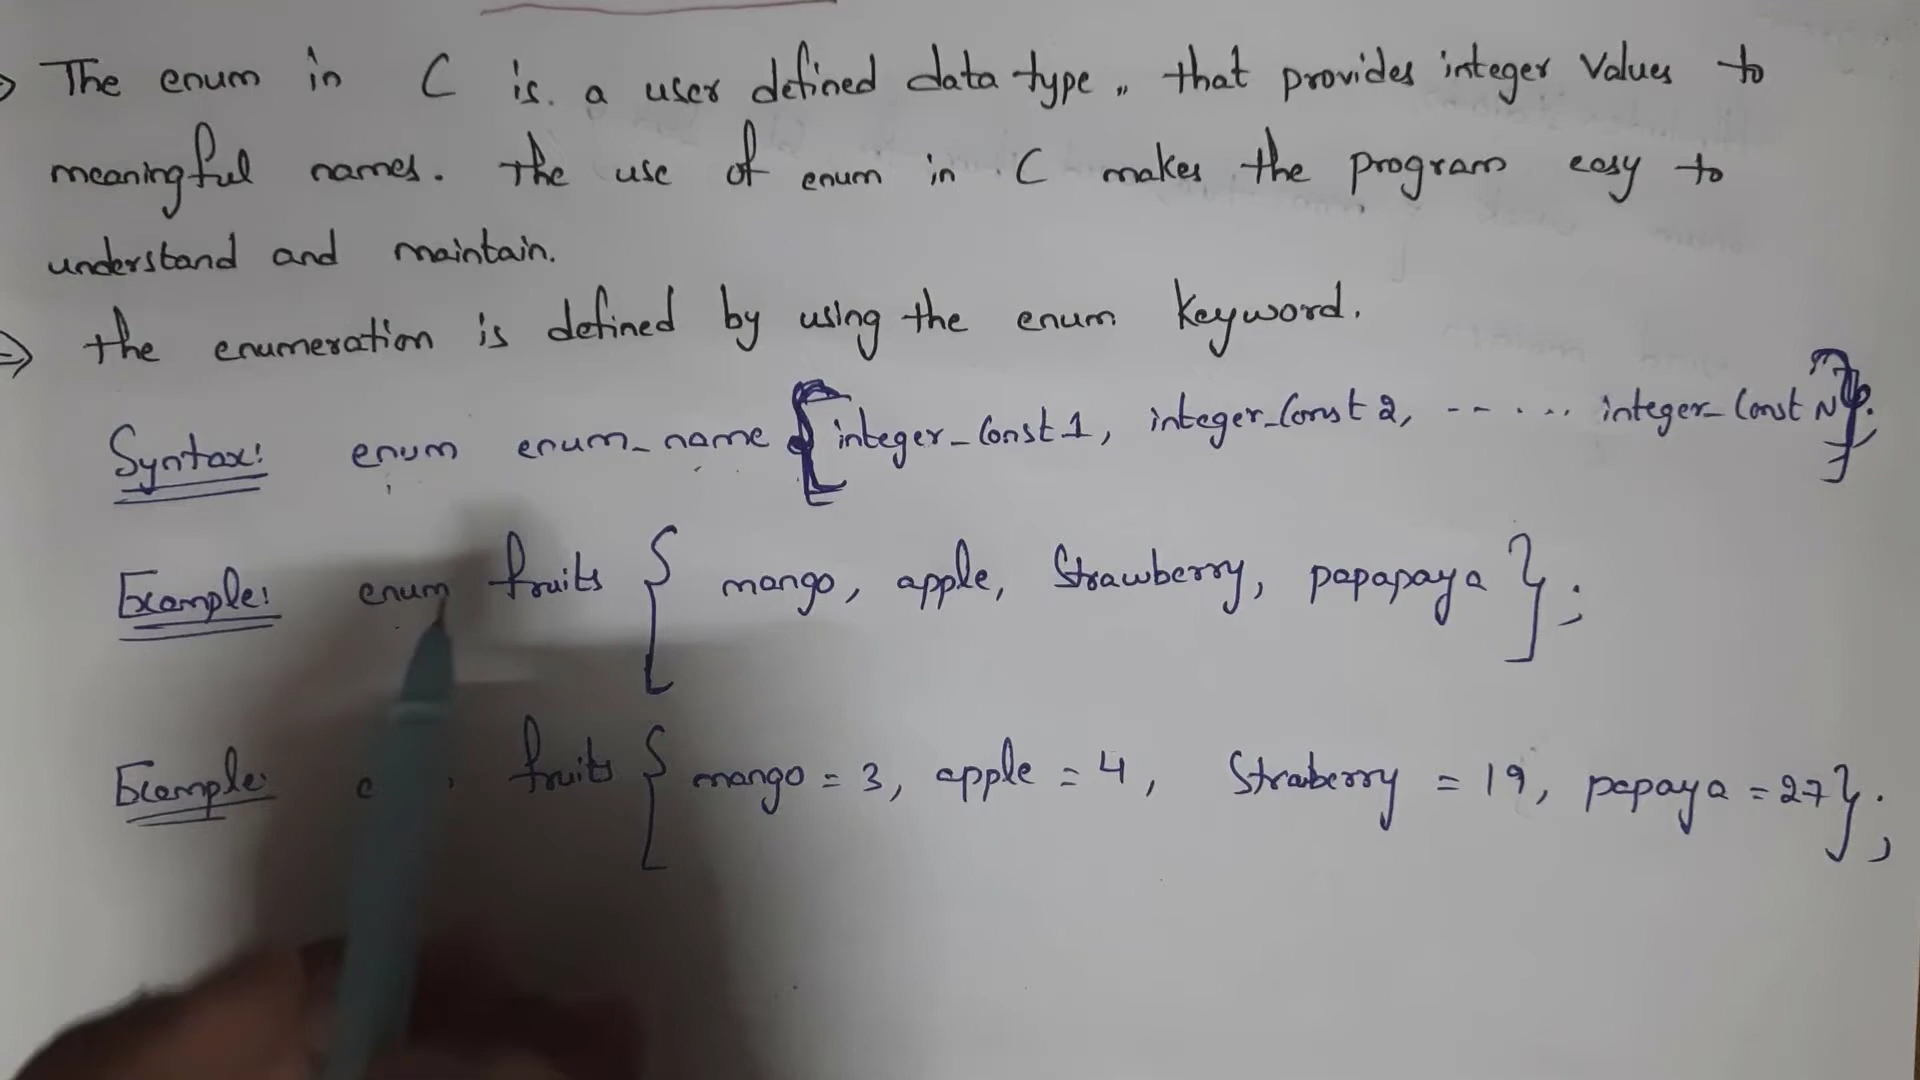 ⇒ The enum in C is. a user defined data type, that provides integer values to
meaningful names. The use of enum in C makes the program easy to
understand and maintain.
⇒ the enumeration is defined by using the enum keyword.
Syntax: enum enum_name { integer_const1, integer_Const 2, ----... integer_Const N };
Example: enum fruits { mango, apple, Strawberry, papapaya };
Example: fruits { mango = 3, apple = 4, Straberry = 19, papaya = 27 };